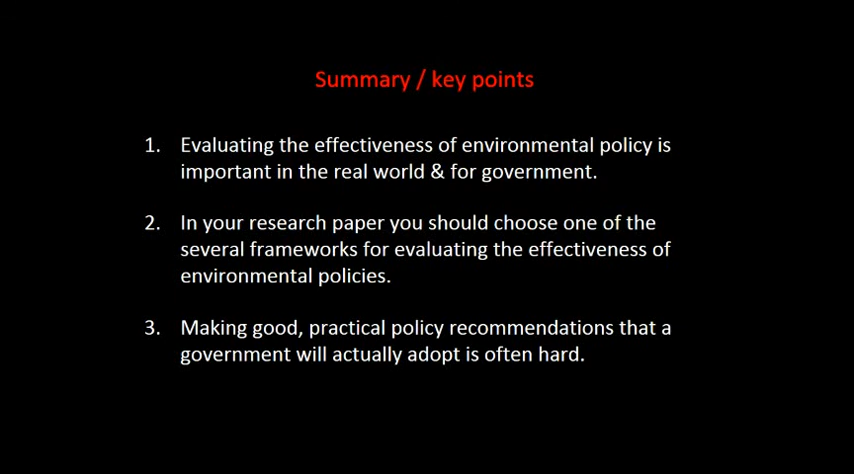 Summary / key points
1. Evaluating the effectiveness of environmental policy is
important in the real world & for government.
2. In your research paper you should choose one of the
several frameworks for evaluating the effectiveness of
environmental policies.
3. Making good, practical policy recommendations that a
government will actually adopt is often hard.